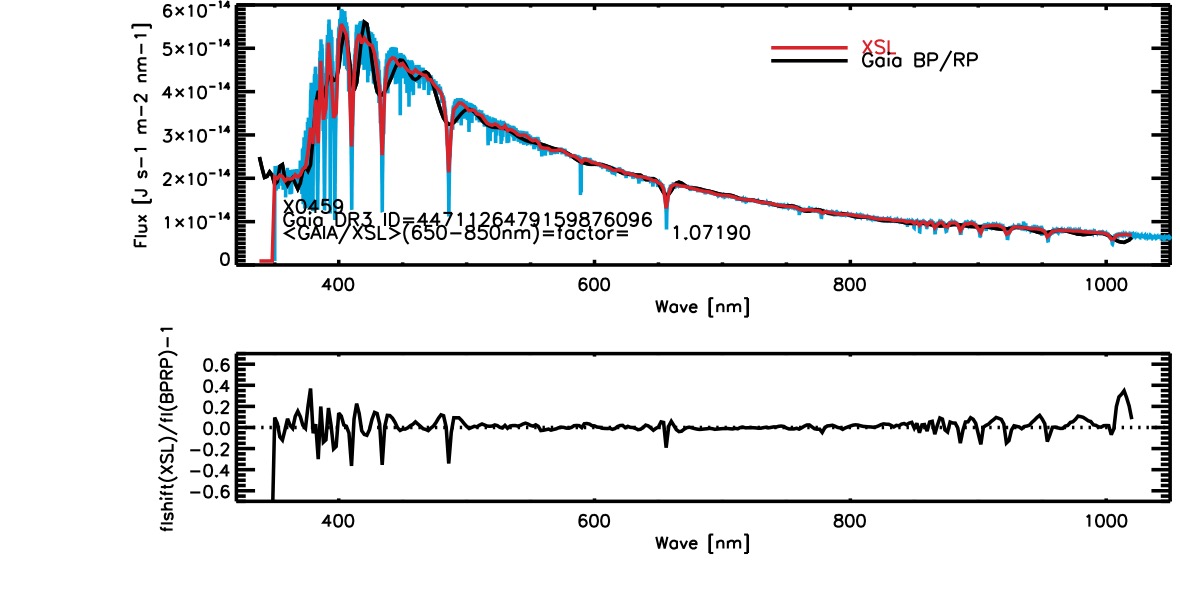 6×10−14
5×10−14
4×10−14
3×10−14
2×10−14
1×10−14
0
Flux [J s−1 m−2 nm−1]
XSL
Gaia BP/RP
X0459
Gaia DR3 ID=4471126479159876096
<GAIA/XSL>(650−850nm)=factor= 1.07190
400 600 800 1000
Wave [nm]
0.6
0.4
0.2
0.0
−0.2
−0.4
−0.6
flshift(XSL)/fl(BPRP)−1
400 600 800 1000
Wave [nm]